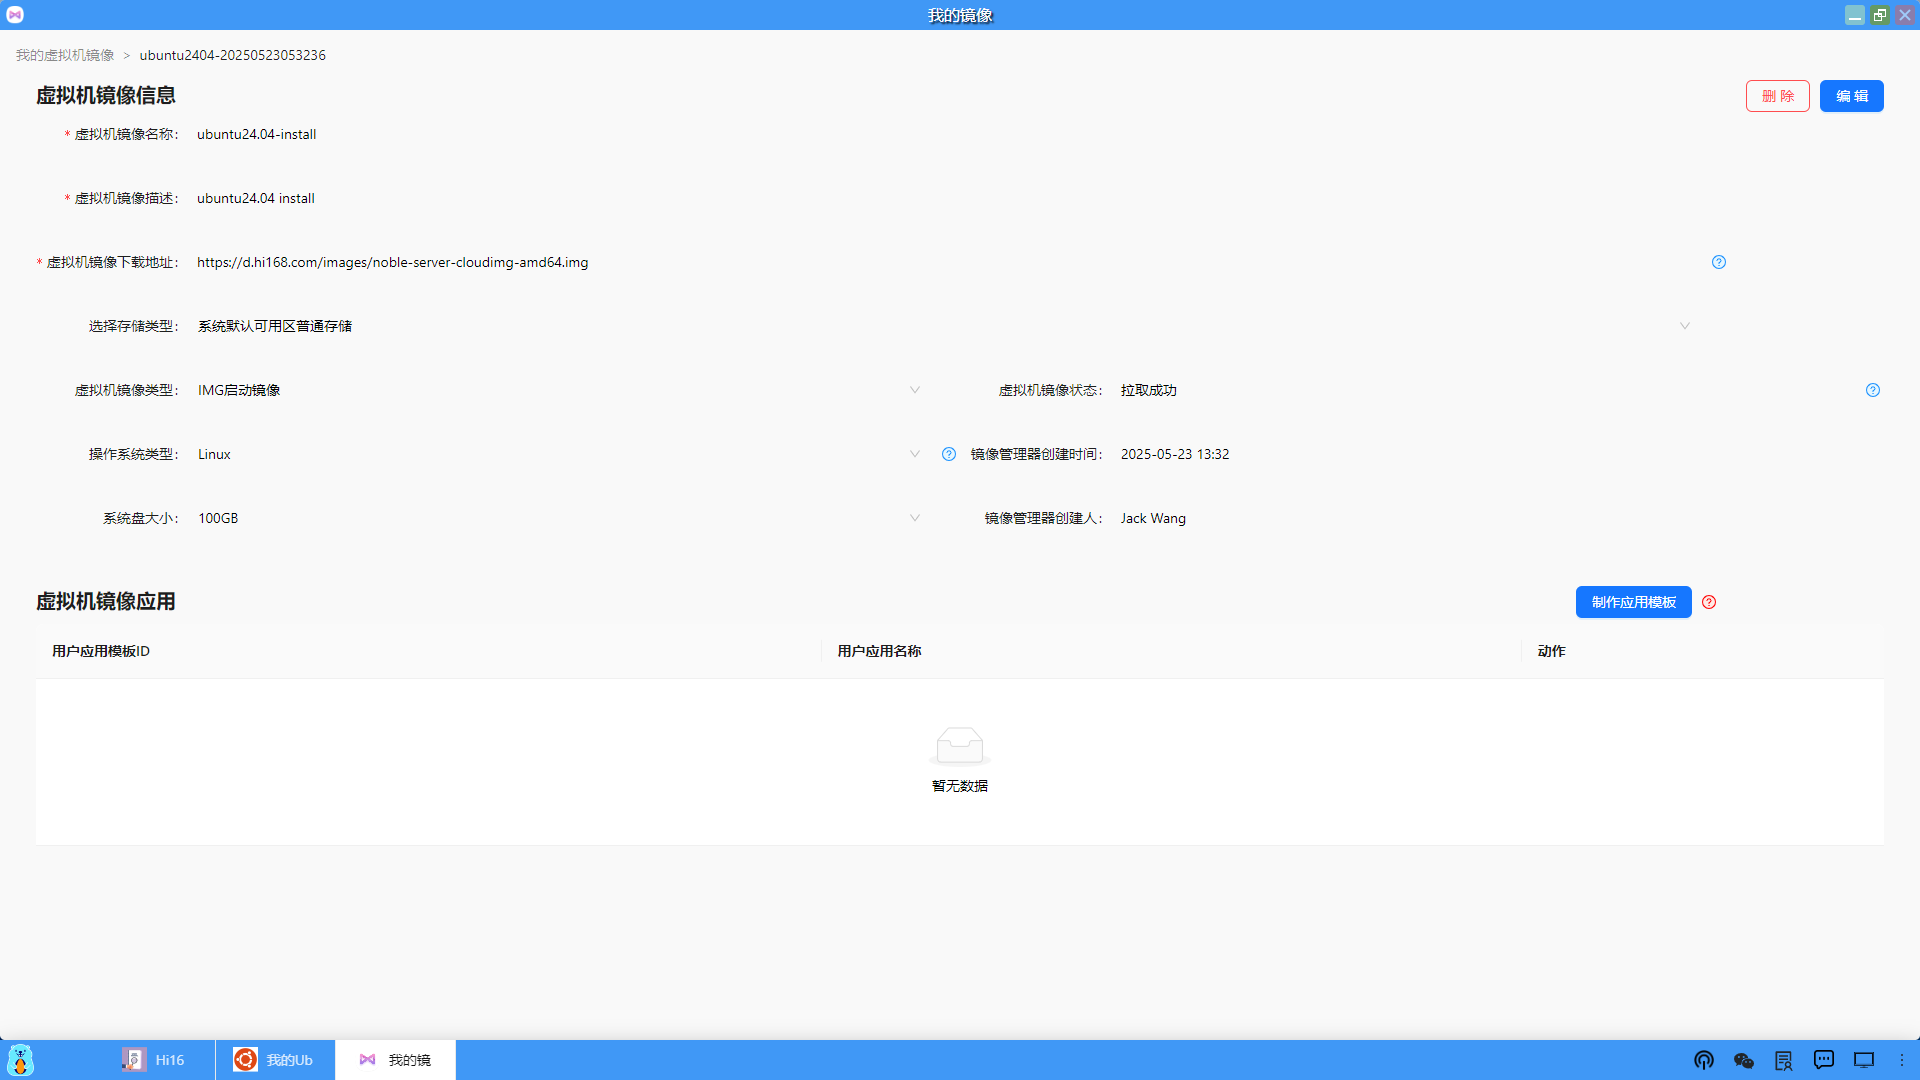 我的镜像
我的虚拟机镜像 > ubuntu2404-20250523053236
虚拟机镜像信息
删 除
编 辑
* 虚拟机镜像名称: ubuntu24.04-install
* 虚拟机镜像描述: ubuntu24.04 install
* 虚拟机镜像下载地址: https://d.hi168.com/images/noble-server-cloudimg-amd64.img
选择存储类型: 系统默认可用区普通存储
虚拟机镜像类型: IMG启动镜像
虚拟机镜像状态: 拉取成功
操作系统类型: Linux
镜像管理器创建时间: 2025-05-23 13:32
系统盘大小: 100GB
镜像管理器创建人: Jack Wang
虚拟机镜像应用
制作应用模板
用户应用模板ID
用户应用名称
动作
暂无数据
Hi16
我的Ub
我的镜